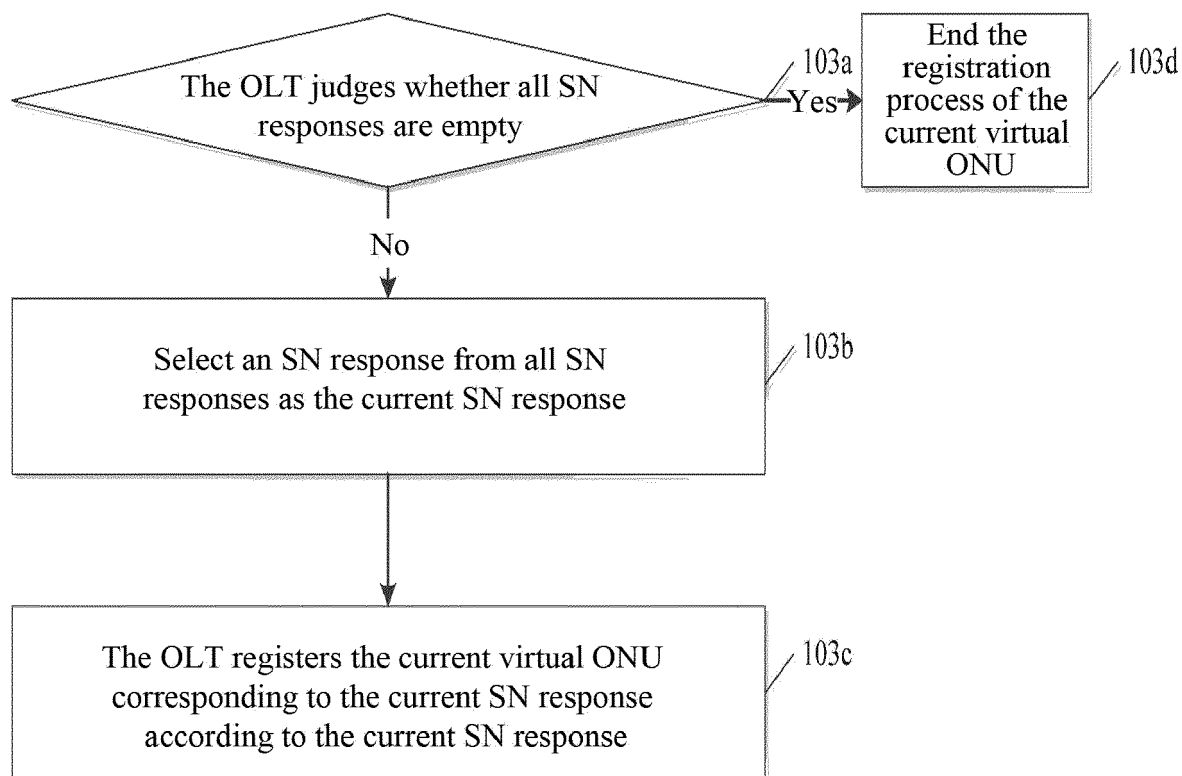 The OLT judges whether all SN
responses are empty
103a
Yes
End the
registration
process of the
current virtual
ONU
103d
No
Select an SN response from all SN
responses as the current SN response
103b
The OLT registers the current virtual ONU
corresponding to the current SN response
according to the current SN response
103c